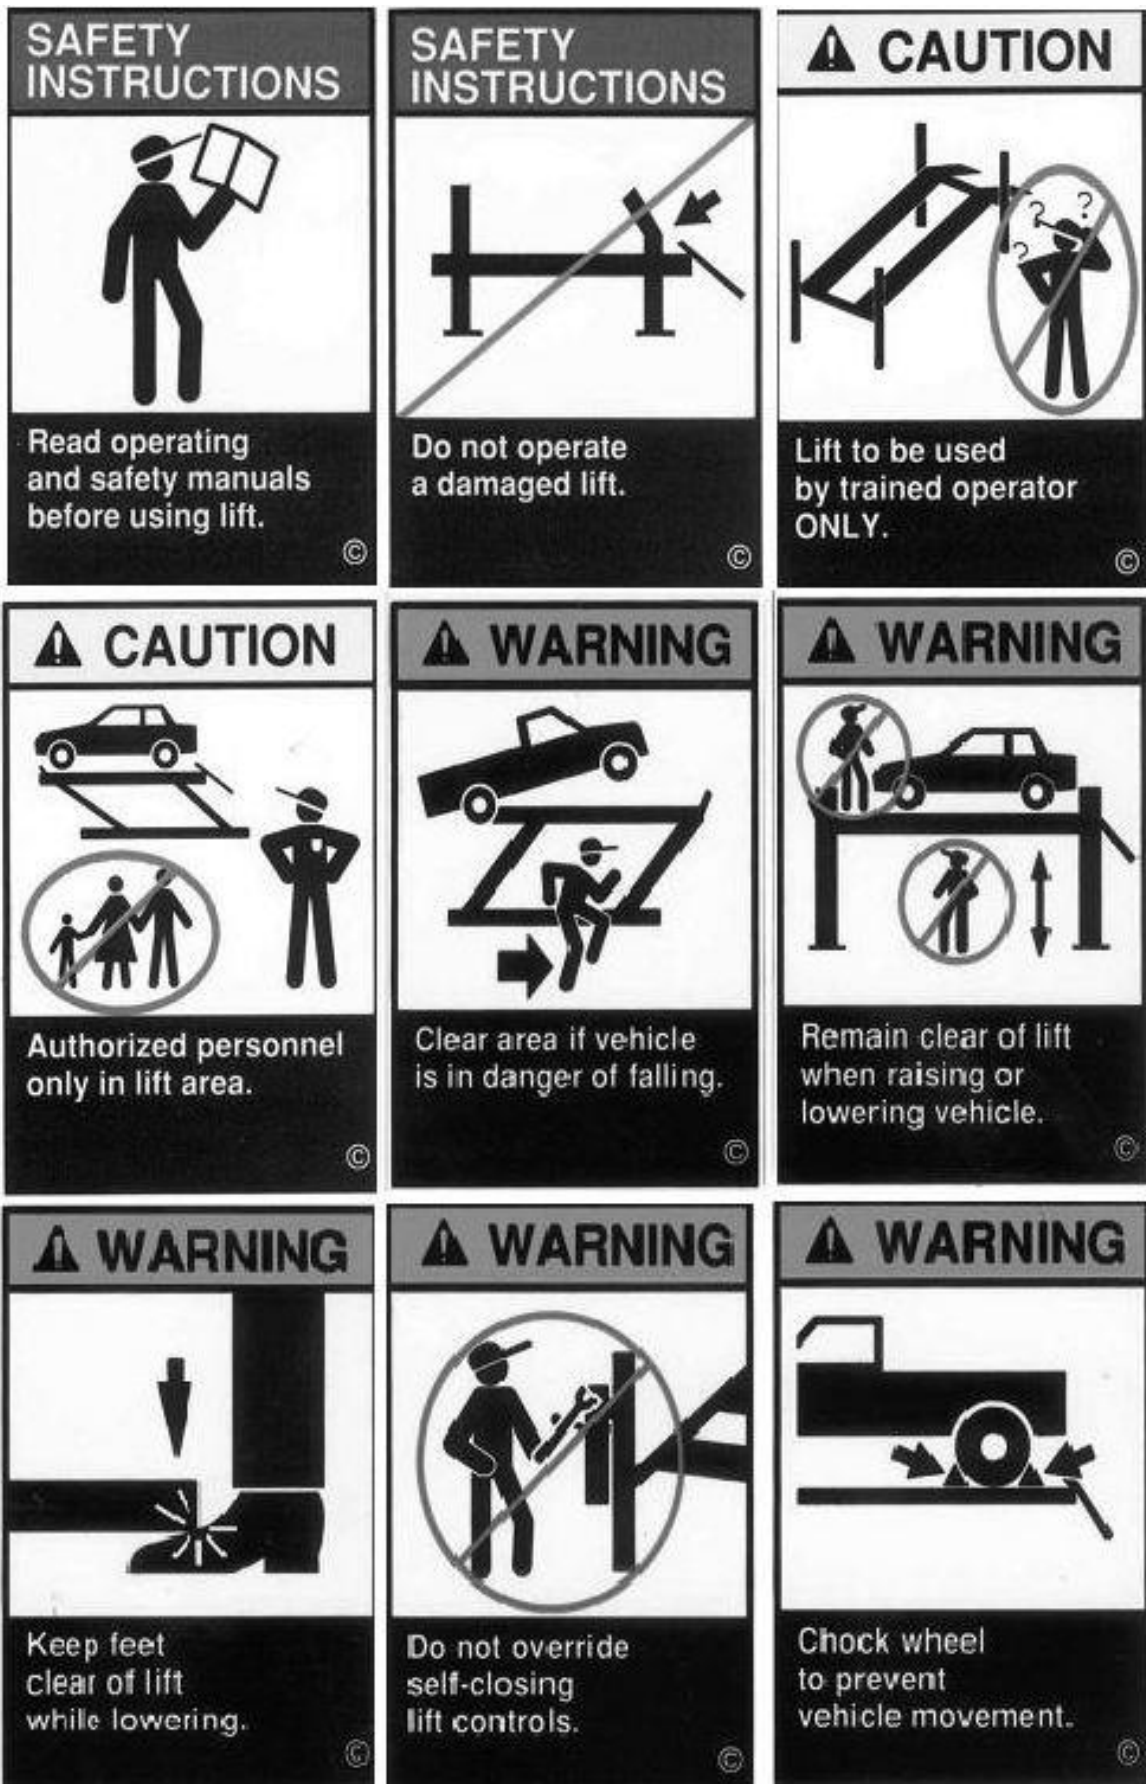 SAFETY
INSTRUCTIONS
Read operating
and safety manuals
before using lift.
©
SAFETY
INSTRUCTIONS
Do not operate
a damaged lift.
©
CAUTION
? ? ?
Lift to be used
by trained operator
ONLY.
©
CAUTION
Authorized personnel
only in lift area.
©
WARNING
Clear area if vehicle
is in danger of falling.
©
WARNING
Remain clear of lift
when raising or
lowering vehicle.
©
WARNING
Keep feet
clear of lift
while lowering.
©
WARNING
Do not override
self-closing
lift controls.
©
WARNING
Chock wheel
to prevent
vehicle movement.
©